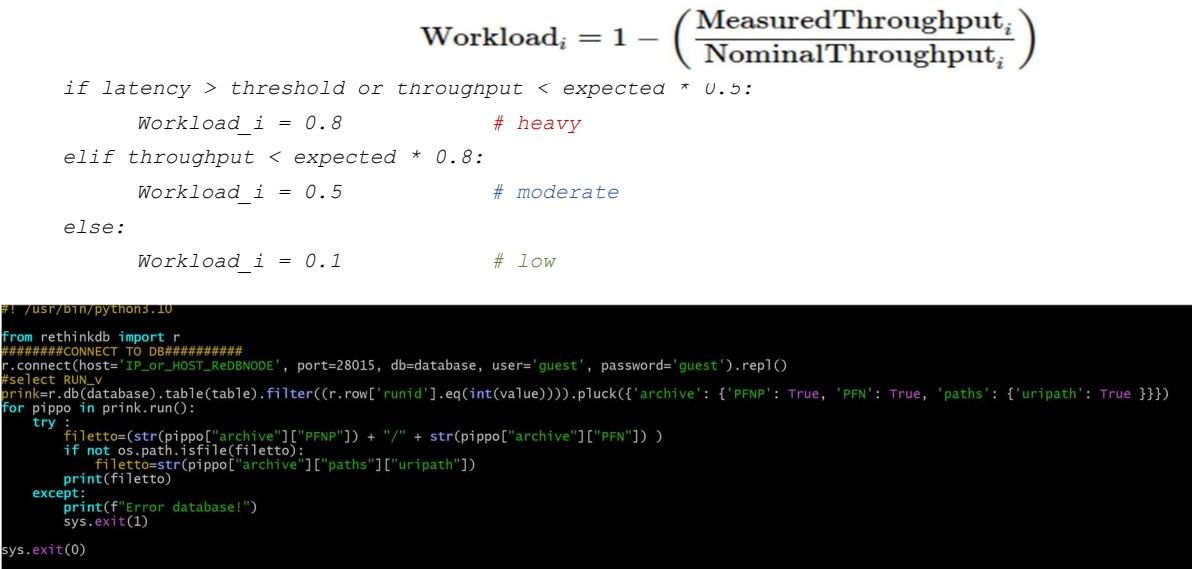 Workload_i = 1 − (MeasuredThroughput_i / NominalThroughput_i)
if latency > threshold or throughput < expected * 0.5:
Workload_i = 0.8 # heavy
elif throughput < expected * 0.8:
Workload_i = 0.5 # moderate
else:
Workload_i = 0.1 # low
#! /usr/bin/python3.10
from rethinkdb import r
########CONNECT TO DB##########
r.connect(host='IP_or_HOST_ReDBNODE', port=28015, db=database, user='guest', password='guest').repl()
#select RUN_v
prink=r.db(database).table(table).filter((r.row['runid'].eq(int(value)))).pluck({'archive': {'PFNP': True, 'PFN': True, 'paths': {'uripath': True }}})
for pippo in prink.run():
    try :
        filetto=(str(pippo["archive"]["PFNP"]) + "/" + str(pippo["archive"]["PFN"]) )
        if not os.path.isfile(filetto):
            filetto=str(pippo["archive"]["paths"]["uripath"])
        print(filetto)
    except:
        print(f"Error database!")
        sys.exit(1)
sys.exit(0)